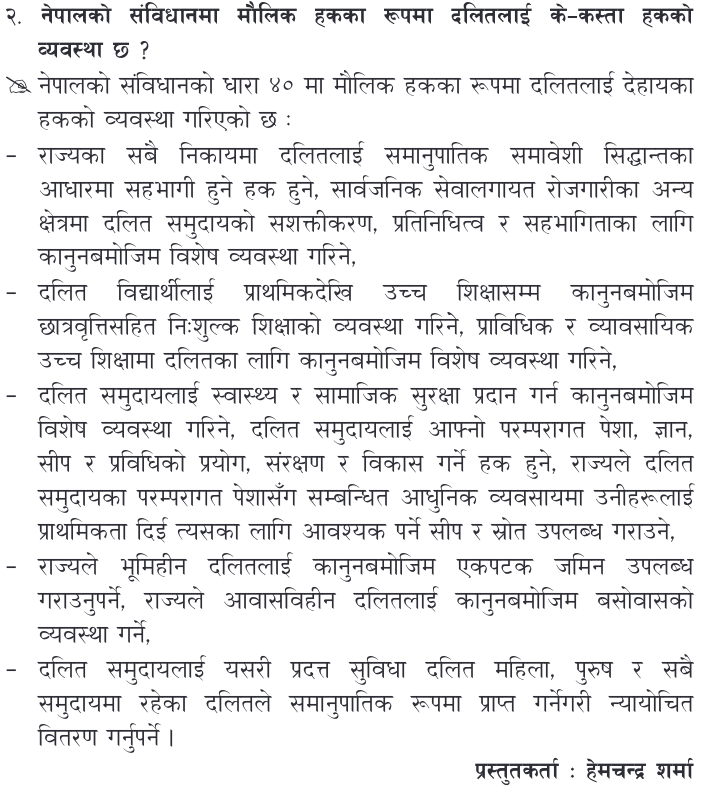 २. नेपालको संविधानमा मौलिक हकका रूपमा दलितलाई के–कस्ता हकको
व्यवस्था छ ?
नेपालको संविधानको धारा ४० मा मौलिक हकका रूपमा दलितलाई देहायका
हकको व्यवस्था गरिएको छ :
– राज्यका सबै निकायमा दलितलाई समानुपातिक समावेशी सिद्धान्तका
आधारमा सहभागी हुने हक हुने, सार्वजनिक सेवालगायत रोजगारीका अन्य
क्षेत्रमा दलित समुदायको सशक्तीकरण, प्रतिनिधित्व र सहभागिताका लागि
कानुनबमोजिम विशेष व्यवस्था गरिने,
– दलित विद्यार्थीलाई प्राथमिकदेखि उच्च शिक्षासम्म कानुनबमोजिम
छात्रवृत्तिसहित निःशुल्क शिक्षाको व्यवस्था गरिने, प्राविधिक र व्यावसायिक
उच्च शिक्षामा दलितका लागि कानुनबमोजिम विशेष व्यवस्था गरिने,
– दलित समुदायलाई स्वास्थ्य र सामाजिक सुरक्षा प्रदान गर्न कानुनबमोजिम
विशेष व्यवस्था गरिने, दलित समुदायलाई आफ्नो परम्परागत पेशा, ज्ञान,
सीप र प्रविधिको प्रयोग, संरक्षण र विकास गर्ने हक हुने, राज्यले दलित
समुदायका परम्परागत पेशासँग सम्बन्धित आधुनिक व्यवसायमा उनीहरूलाई
प्राथमिकता दिई त्यसका लागि आवश्यक पर्ने सीप र स्रोत उपलब्ध गराउने,
– राज्यले भूमिहीन दलितलाई कानुनबमोजिम एकपटक जमिन उपलब्ध
गराउनुपर्ने, राज्यले आवासविहीन दलितलाई कानुनबमोजिम बसोवासको
व्यवस्था गर्ने,
– दलित समुदायलाई यसरी प्रदत्त सुविधा दलित महिला, पुरुष र सबै
समुदायमा रहेका दलितले समानुपातिक रूपमा प्राप्त गर्नेगरी न्यायोचित
वितरण गर्नुपर्ने ।
प्रस्तुतकर्ता : हेमचन्द्र शर्मा